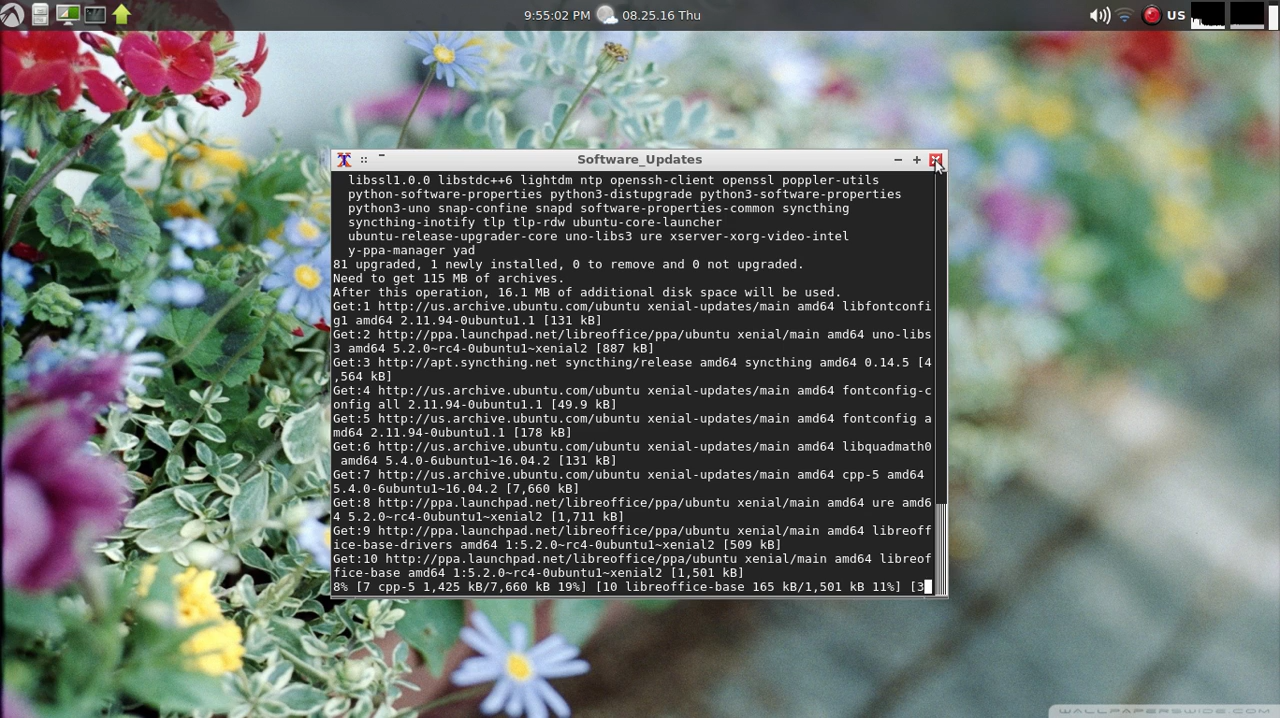 9:55:02 PM 08.25.16 Thu US
Software_Updates
libssl1.0.0 libstdc++6 lightdm ntp openssh-client openssl poppler-utils
python-software-properties python3-distupgrade python3-software-properties
python3-uno snap-confine snapd software-properties-common syncthing
syncthing-inotify tlp tlp-rdw ubuntu-core-launcher
ubuntu-release-upgrader-core uno-libs3 ure xserver-xorg-video-intel
y-ppa-manager yad
81 upgraded, 1 newly installed, 0 to remove and 0 not upgraded.
Need to get 115 MB of archives.
After this operation, 16.1 MB of additional disk space will be used.
Get:1 http://us.archive.ubuntu.com/ubuntu xenial-updates/main amd64 libfontconfi
g1 amd64 2.11.94-0ubuntu1.1 [131 kB]
Get:2 http://ppa.launchpad.net/libreoffice/ppa/ubuntu xenial/main amd64 uno-libs
3 amd64 5.2.0~rc4-0ubuntu1~xenial2 [887 kB]
Get:3 http://apt.syncthing.net syncthing/release amd64 syncthing amd64 0.14.5 [4
,564 kB]
Get:4 http://us.archive.ubuntu.com/ubuntu xenial-updates/main amd64 fontconfig-c
onfig all 2.11.94-0ubuntu1.1 [49.9 kB]
Get:5 http://us.archive.ubuntu.com/ubuntu xenial-updates/main amd64 fontconfig a
md64 2.11.94-0ubuntu1.1 [178 kB]
Get:6 http://us.archive.ubuntu.com/ubuntu xenial-updates/main amd64 libquadmath0
amd64 5.4.0-6ubuntu1~16.04.2 [131 kB]
Get:7 http://us.archive.ubuntu.com/ubuntu xenial-updates/main amd64 cpp-5 amd64
5.4.0-6ubuntu1~16.04.2 [7,660 kB]
Get:8 http://ppa.launchpad.net/libreoffice/ppa/ubuntu xenial/main amd64 ure amd6
4 5.2.0~rc4-0ubuntu1~xenial2 [1,711 kB]
Get:9 http://ppa.launchpad.net/libreoffice/ppa/ubuntu xenial/main amd64 libreoff
ice-base-drivers amd64 1:5.2.0~rc4-0ubuntu1~xenial2 [509 kB]
Get:10 http://ppa.launchpad.net/libreoffice/ppa/ubuntu xenial/main amd64 libreof
fice-base amd64 1:5.2.0~rc4-0ubuntu1~xenial2 [1,501 kB]
8% [7 cpp-5 1,425 kB/7,660 kB 19%] [10 libreoffice-base 165 kB/1,501 kB 11%] [3
WALLPAPERSWIDE.COM